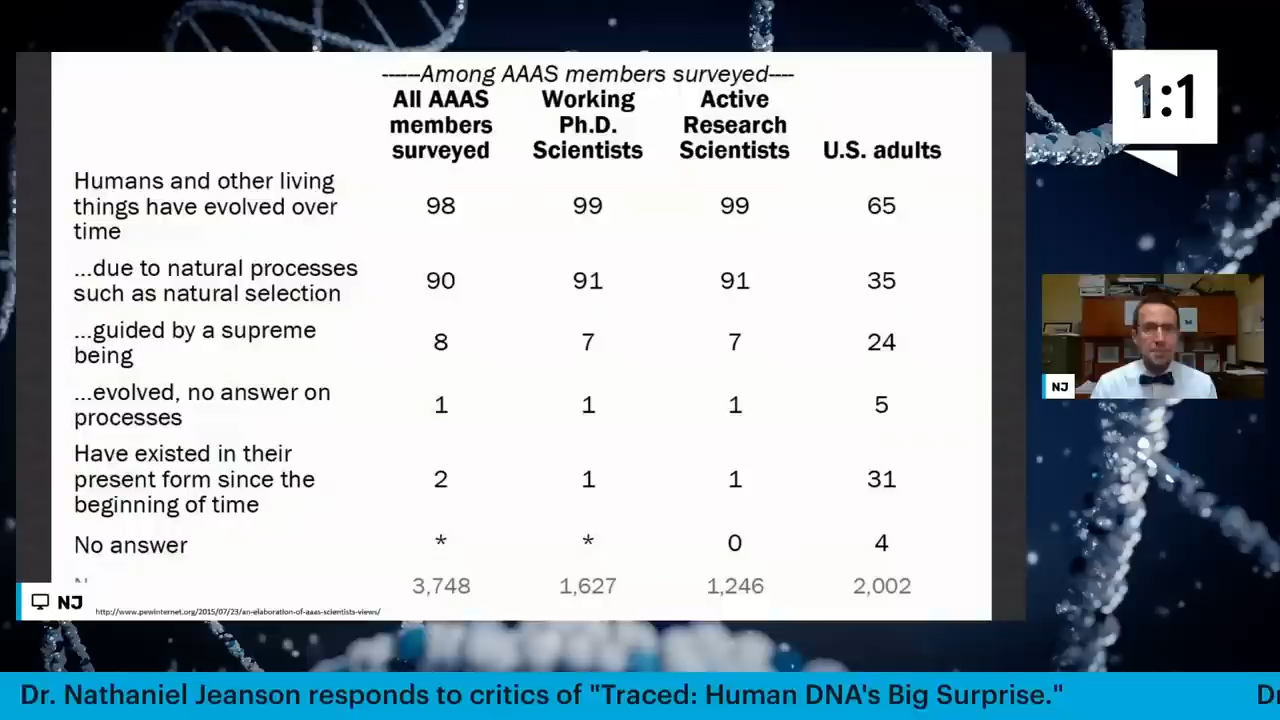 ------Among AAAS members surveyed----
All AAAS members surveyed
Working Ph.D. Scientists
Active Research Scientists
U.S. adults
Humans and other living
things have evolved over
time
98 99 99 65
...due to natural processes
such as natural selection
90 91 91 35
...guided by a supreme
being
8 7 7 24
...evolved, no answer on
processes
1 1 1 5
Have existed in their
present form since the
beginning of time
2 1 1 31
No answer * * 0 4
3,748 1,627 1,246 2,002
NJ
http://www.pewinternet.org/2015/07/23/an-elaboration-of-aaas-scientists-views/
1:1
NJ
Dr. Nathaniel Jeanson responds to critics of "Traced: Human DNA's Big Surprise."